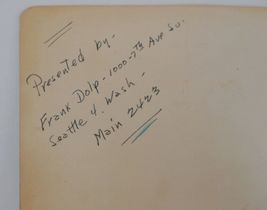 Presented by-
Frank Dolp-1000-7th Ave So.
Seattle 4. Wash-
Main 2423